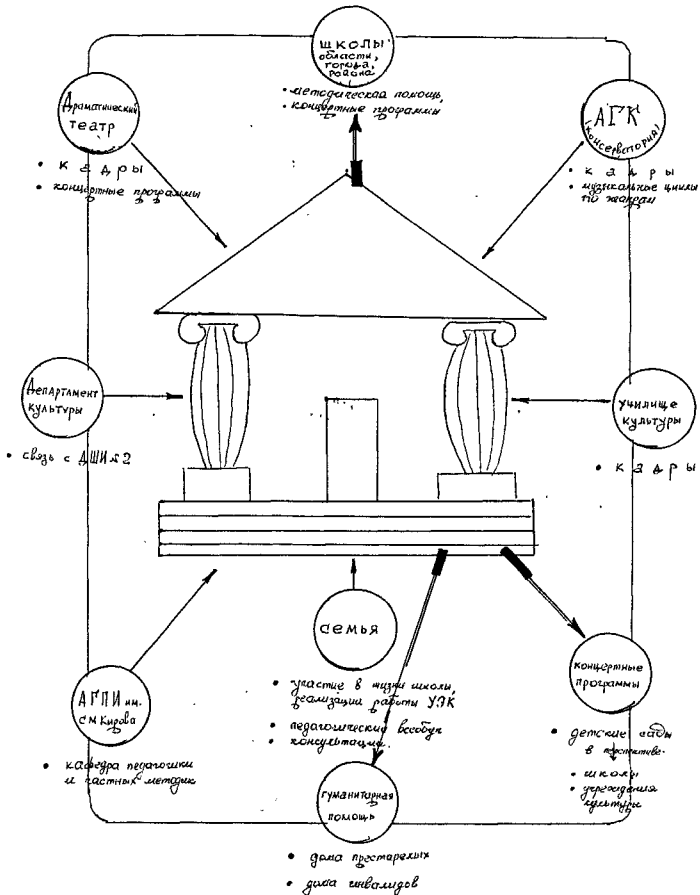 ШКОЛЫ
области,
города,
района
• методическая помощь,
• концертные программы
Драматический
театр
• кадры
• концертные программы
АГК
(консерватория)
• кадры
• музыкальные циклы
по жанрам
Департамент
культуры
• связь с ДШИ №2
училище
культуры
• кадры
семья
• участие в жизни школы,
реализации работы УЭК
• педагогический всеобуч
• консультации.
АГПИ им.
С.М Кирова
• кафедра педагогики
и частных методик
концертные
программы
• детские сады
в перспективе.
• школы
• учреждения
культуры
гуманитарная
помощь
• дома престарелых
• дома инвалидов